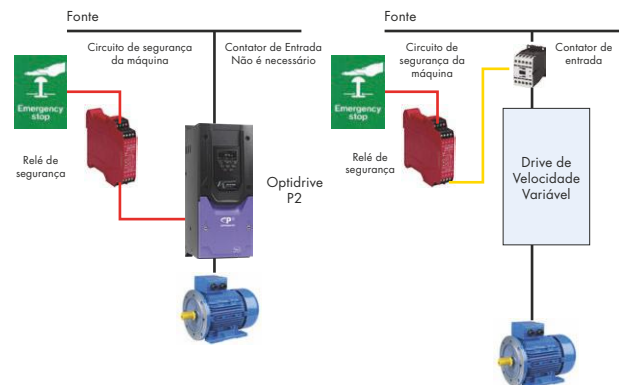 Fonte
Circuito de segurança
da máquina
Contator de Entrada
Não é necessário
Emergency
stop
Relé de
segurança
Optidrive
P2
Fonte
Circuito de
segurança da
máquina
Contator de
entrada
Emergency
stop
Relé de
segurança
Drive de
Velocidade
Variável